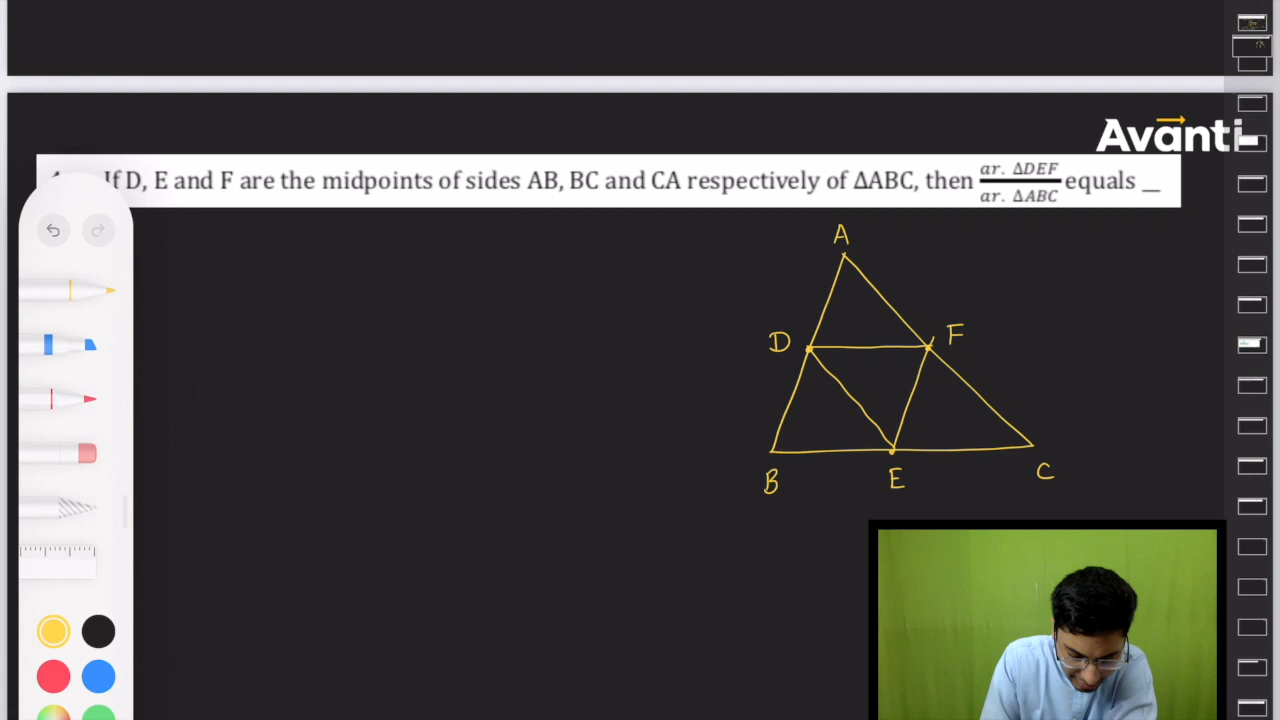 Avanti
If D, E and F are the midpoints of sides AB, BC and CA respectively of ΔABC, then ar. ΔDEF / ar. ΔABC equals __
A
D
F
B
E
C